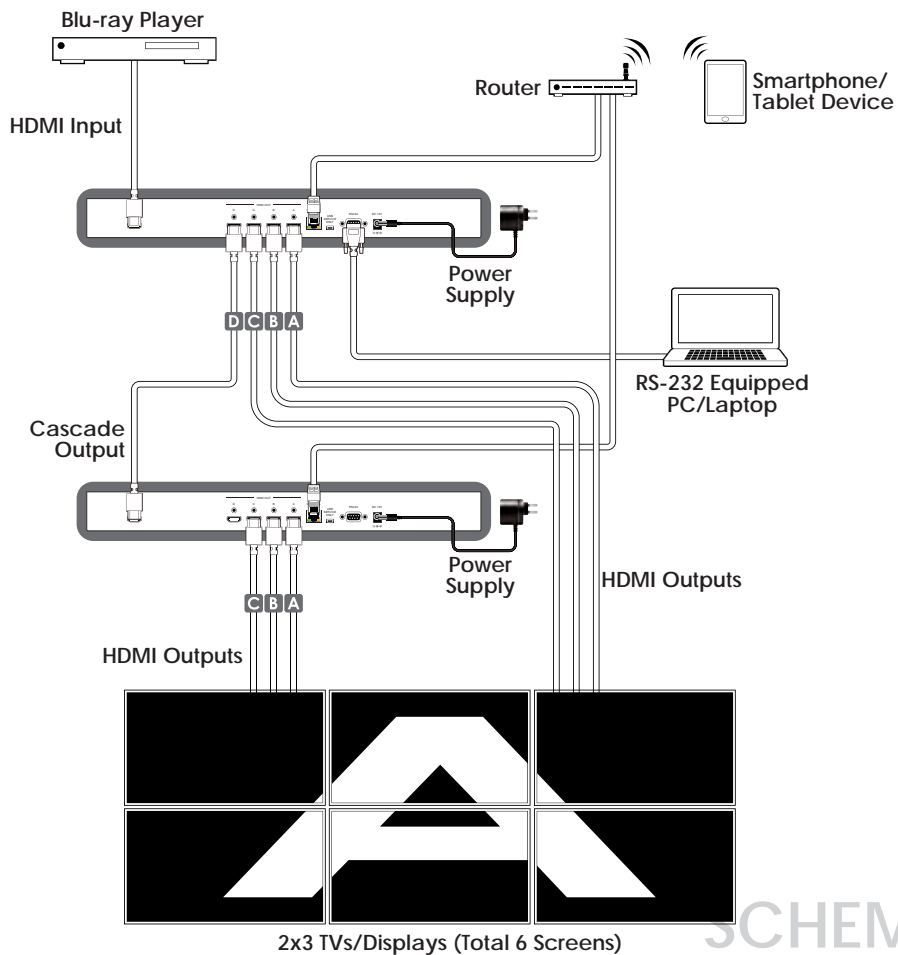 Blu-ray Player
Router
Smartphone/
Tablet Device
HDMI Input
Power
Supply
D C B A
RS-232 Equipped
PC/Laptop
Cascade
Output
Power
Supply
HDMI Outputs
C B A
HDMI Outputs
2x3 TVs/Displays (Total 6 Screens)
SCHEM